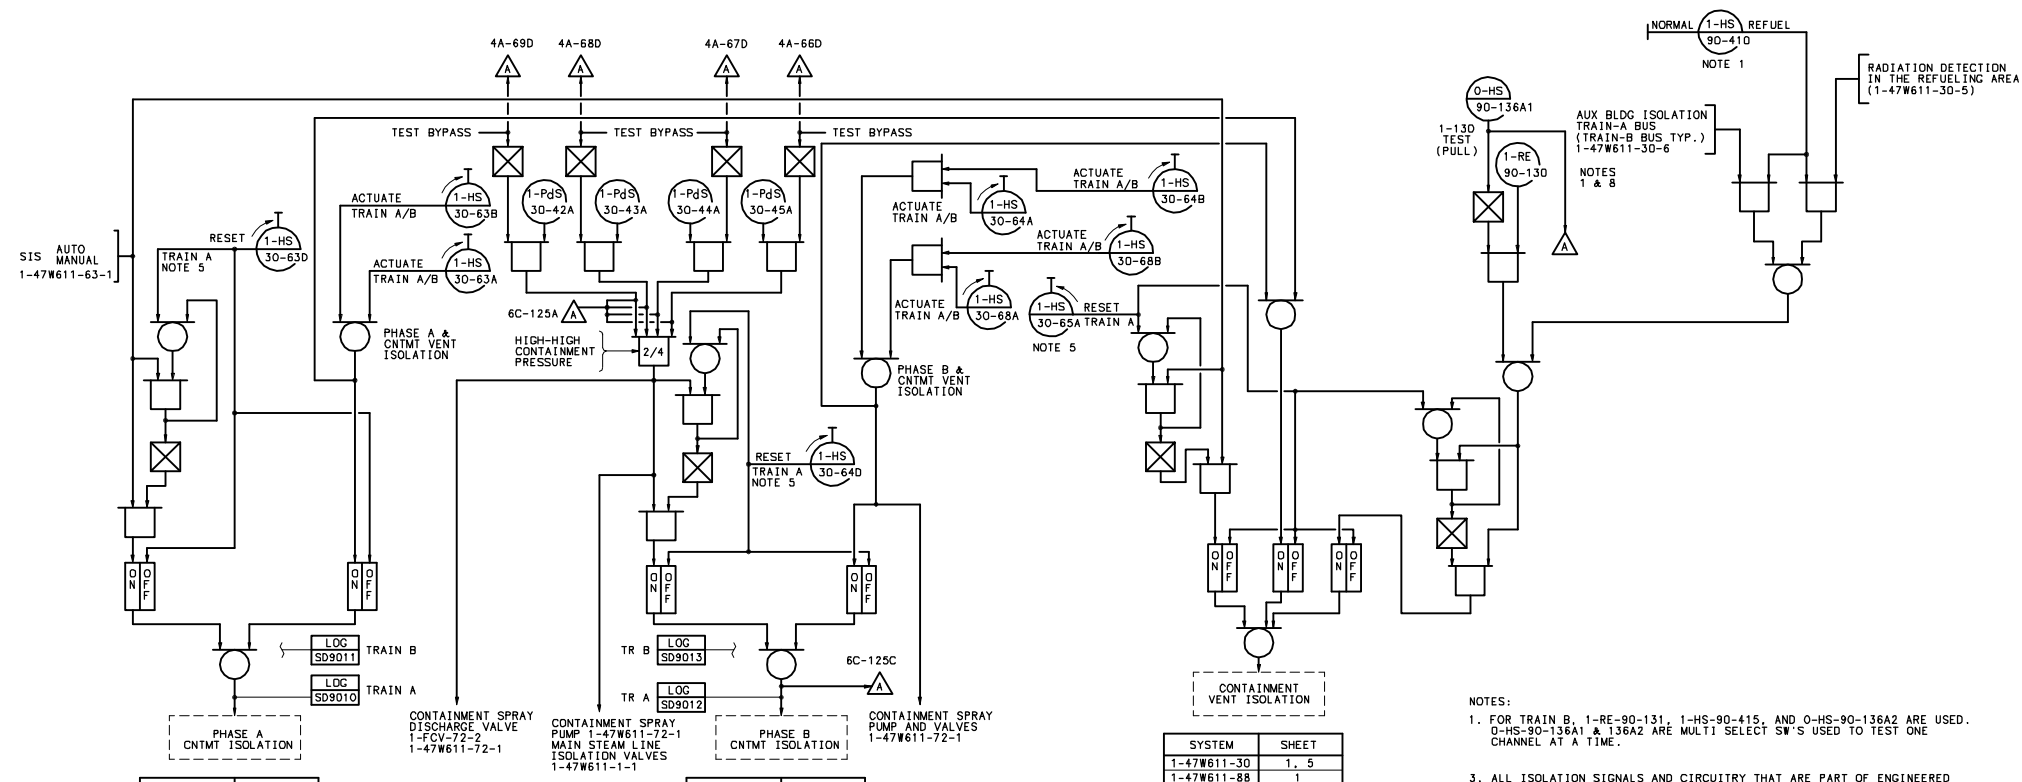 4A-69D
4A-68D
4A-67D
4A-66D
A
A
A
A
NORMAL
1-HS
90-410
REFUEL
NOTE 1
RADIATION DETECTION
IN THE REFUELING AREA
(1-47W611-30-5)
0-HS
90-136A1
1-13D
TEST
(PULL)
1-RE
90-130
A
AUX BLDG ISOLATION
TRAIN-A BUS
(TRAIN-B BUS TYP.)
1-47W611-30-6
NOTES
1 & 8
TEST BYPASS
TEST BYPASS
TEST BYPASS
1-PdS
30-42A
1-PdS
30-43A
1-PdS
30-44A
1-PdS
30-45A
ACTUATE
TRAIN A/B
1-HS
30-63B
ACTUATE
TRAIN A/B
1-HS
30-63A
RESET
TRAIN A
NOTE 5
1-HS
30-63D
SIS
AUTO
MANUAL
1-47W611-63-1
PHASE A &
CNTMT VENT
ISOLATION
6C-125A
A
HIGH-HIGH
CONTAINMENT
PRESSURE
2/4
ACTUATE
TRAIN A/B
1-HS
30-64B
ACTUATE
TRAIN A/B
1-HS
30-64A
ACTUATE
TRAIN A/B
1-HS
30-68B
ACTUATE
TRAIN A/B
1-HS
30-68A
1-HS
30-65A
RESET
TRAIN A
NOTE 5
PHASE B &
CNTMT VENT
ISOLATION
RESET
TRAIN A
NOTE 5
1-HS
30-64D
ON
OFF
ON
OFF
ON
OFF
ON
OFF
ON
OFF
ON
OFF
ON
OFF
LOG
SD9011
TRAIN B
LOG
SD9010
TRAIN A
TR B
LOG
SD9013
TR A
LOG
SD9012
6C-125C
A
PHASE A
CNTMT ISOLATION
CONTAINMENT SPRAY
DISCHARGE VALVE
1-FCV-72-2
1-47W611-72-1
CONTAINMENT SPRAY
PUMP 1-47W611-72-1
MAIN STEAM LINE
ISOLATION VALVES
1-47W611-1-1
PHASE B
CNTMT ISOLATION
CONTAINMENT SPRAY
PUMP AND VALVES
1-47W611-72-1
CONTAINMENT
VENT ISOLATION
SYSTEM
SHEET
1-47W611-30
1, 5
1-47W611-88
1
NOTES:
1. FOR TRAIN B, 1-RE-90-131, 1-HS-90-415, AND 0-HS-90-136A2 ARE USED.
0-HS-90-136A1 & 136A2 ARE MULTI SELECT SW'S USED TO TEST ONE
CHANNEL AT A TIME.
3. ALL ISOLATION SIGNALS AND CIRCUITRY THAT ARE PART OF ENGINEERED